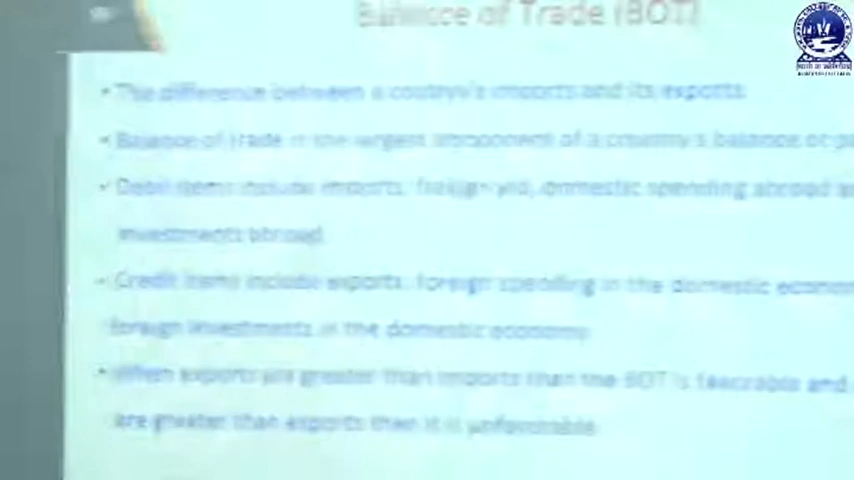 Balance of Trade (BOT)
• The difference between a country's imports and its exports
• Balance of trade is the largest component of a country's balance of
• Debit items include imports, foreign aid, domestic spending abroad
investments abroad
• Credit items include exports, foreign spending in the domestic
foreign investments in the domestic economy
• When exports are greater than imports than the BOT is favorable and
are greater than exports then it is unfavorable